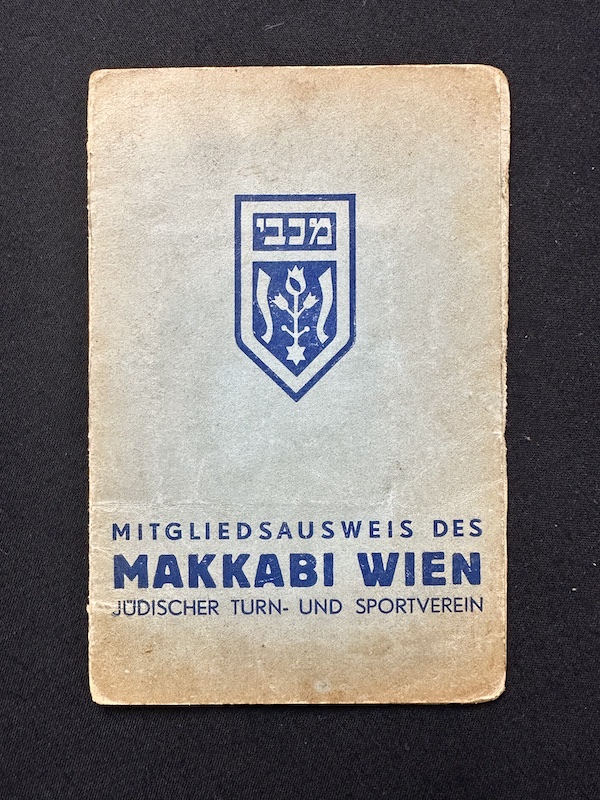 מכבי
MITGLIEDSAUSWEIS DES
MAKKABI WIEN
JÜDISCHER TURN- UND SPORTVEREIN